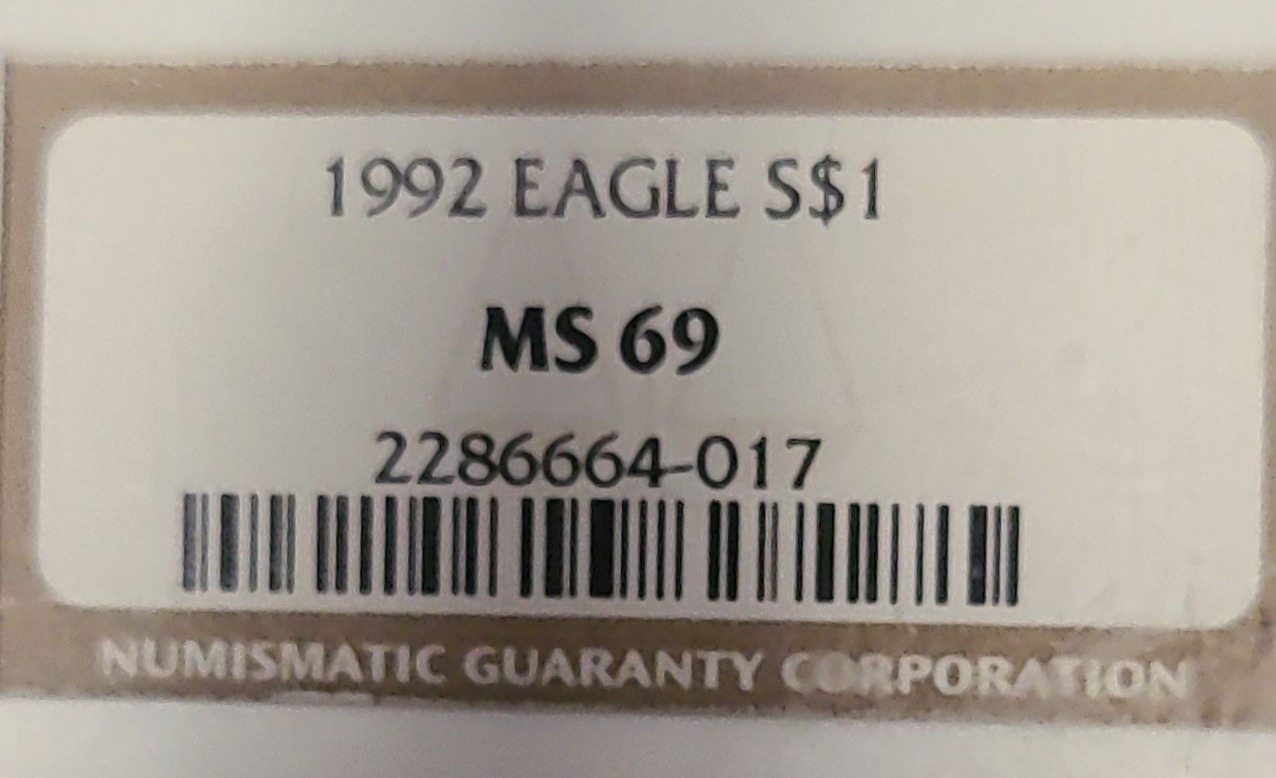 1992 EAGLE S$1
MS 69
2286664-017
NUMISMATIC GUARANTY CORPORATION